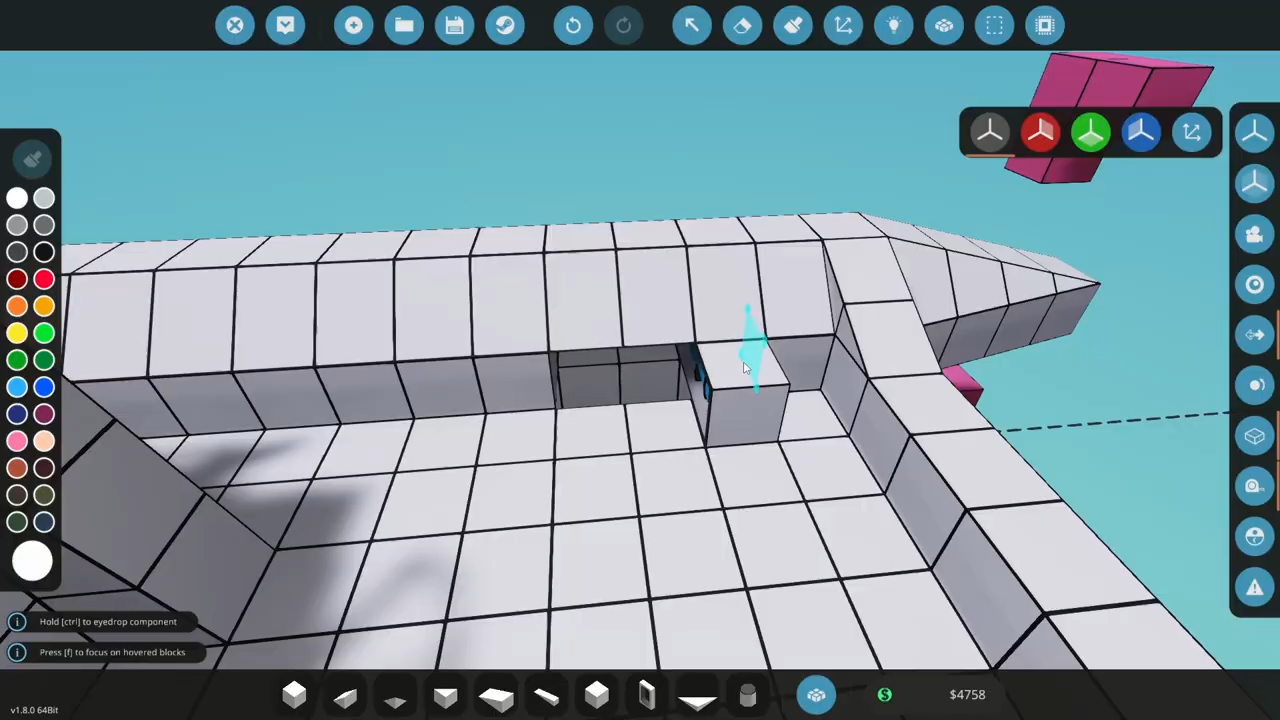 Hold [ctrl] to eyedrop component
Press [f] to focus on hovered blocks
v1.8.0 64Bit
$
$4758